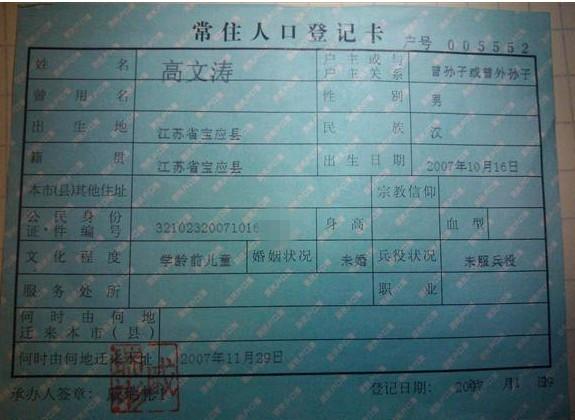 常住人口登记卡
户号 005552
姓名 高文涛 户主或与户主关系 曾孙子或曾外孙子
曾用名 性别 男
出生地 江苏省宝应县 民族 汉
籍贯 江苏省宝应县 出生日期 2007年10月16日
本市(县)其他住址 宗教信仰
公民身份证件编号 32102320071016 身高 血型
文化程度 学龄前儿童 婚姻状况 未婚 兵役状况 未服兵役
服务处所 职业
何时由何地迁来本市(县)
何时由何地迁来本址 2007年11月29日
承办人签章: 登记日期: